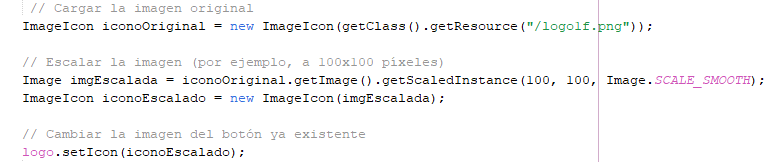 // Cargar la imagen original
ImageIcon iconoOriginal = new ImageIcon(getClass().getResource("/logolf.png"));
// Escalar la imagen (por ejemplo, a 100x100 píxeles)
Image imgEscalada = iconoOriginal.getImage().getScaledInstance(100, 100, Image.SCALE_SMOOTH);
ImageIcon iconoEscalado = new ImageIcon(imgEscalada);
// Cambiar la imagen del botón ya existente
logo.setIcon(iconoEscalado);